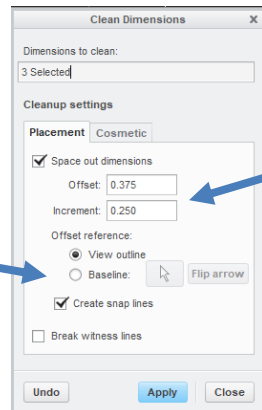 Clean Dimensions X
Dimensions to clean:
3 Selected
Cleanup settings
Placement Cosmetic
Space out dimensions
Offset: 0.375
Increment: 0.250
Offset reference:
View outline
Baseline: Flip arrow
Create snap lines
Break witness lines
Undo Apply Close